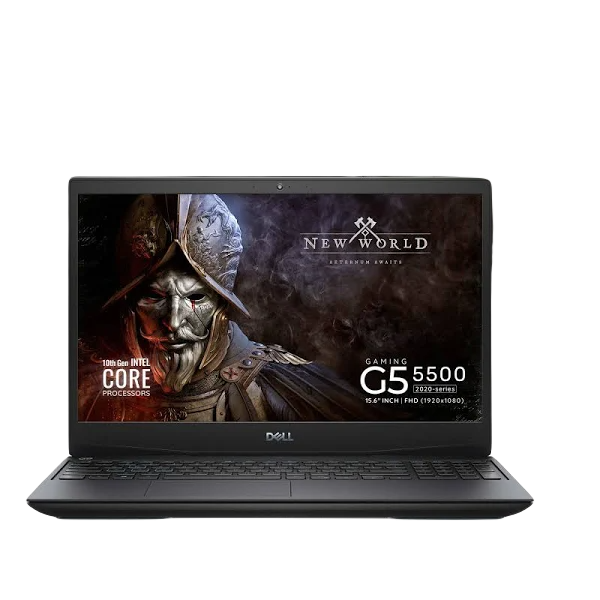 NEW WORLD
AETERNUM AWAITS
10th Gen INTEL
CORE
PROCESSORS
GAMING
G5 5500
2020-series
15.6" INCH | FHD (1920x1080)
DELL